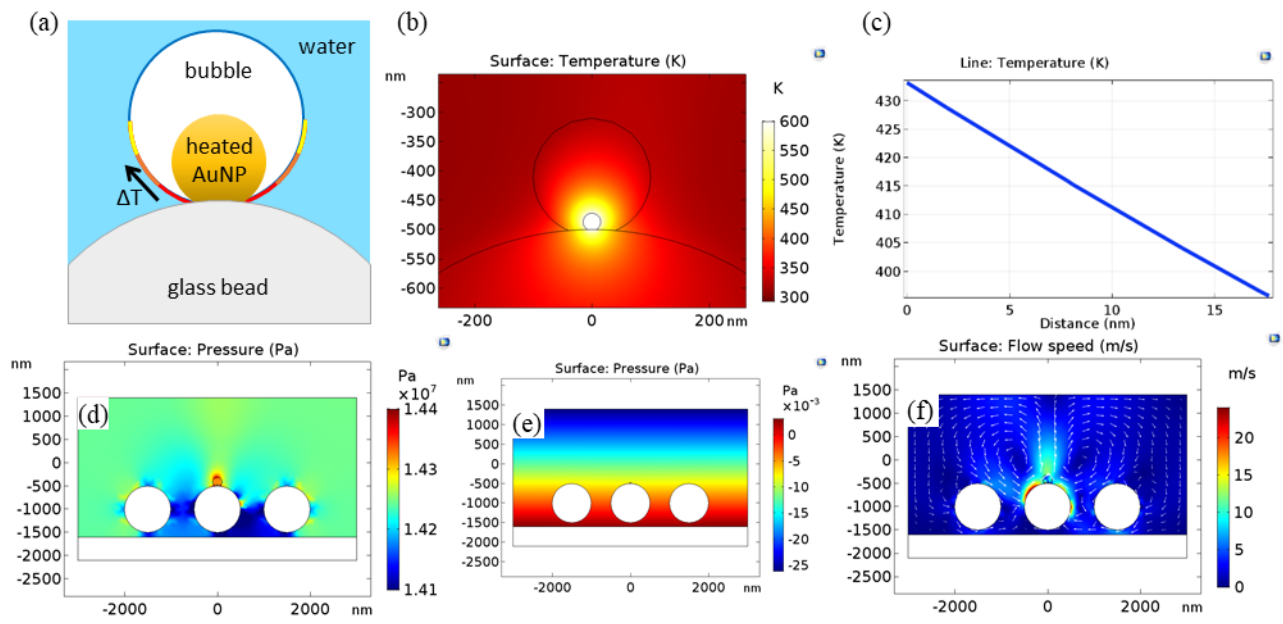 (a)
water
bubble
heated
AuNP
ΔT
glass bead
(b)
Surface: Temperature (K)
nm
K
-300
-350
-400
-450
-500
-550
-600
-200
0
200 nm
600
550
500
450
400
350
300
(c)
Line: Temperature (K)
Temperature (K)
430
425
420
415
410
405
400
0
5
10
15
Distance (nm)
Surface: Pressure (Pa)
nm
(d)
1500
1000
500
0
-500
-1000
-1500
-2000
-2500
-2000
0
2000
nm
Pa
×10⁷
1.44
1.43
1.42
1.41
Surface: Pressure (Pa)
nm
(e)
1500
1000
500
0
-500
-1000
-1500
-2000
-2500
-2000
0
2000
nm
Pa
×10⁻³
0
-5
-10
-15
-20
-25
Surface: Flow speed (m/s)
nm
(f)
1500
1000
500
0
-500
-1000
-1500
-2000
-2500
-2000
0
2000
nm
m/s
20
15
10
5
0